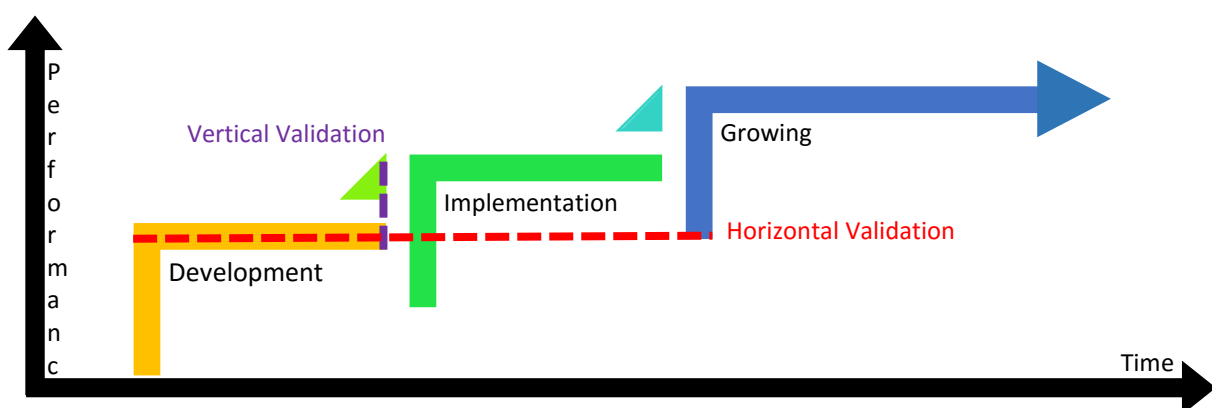 P
e
r
f
o
r
m
a
n
c
Vertical Validation
Growing
Implementation
Horizontal Validation
Development
Time